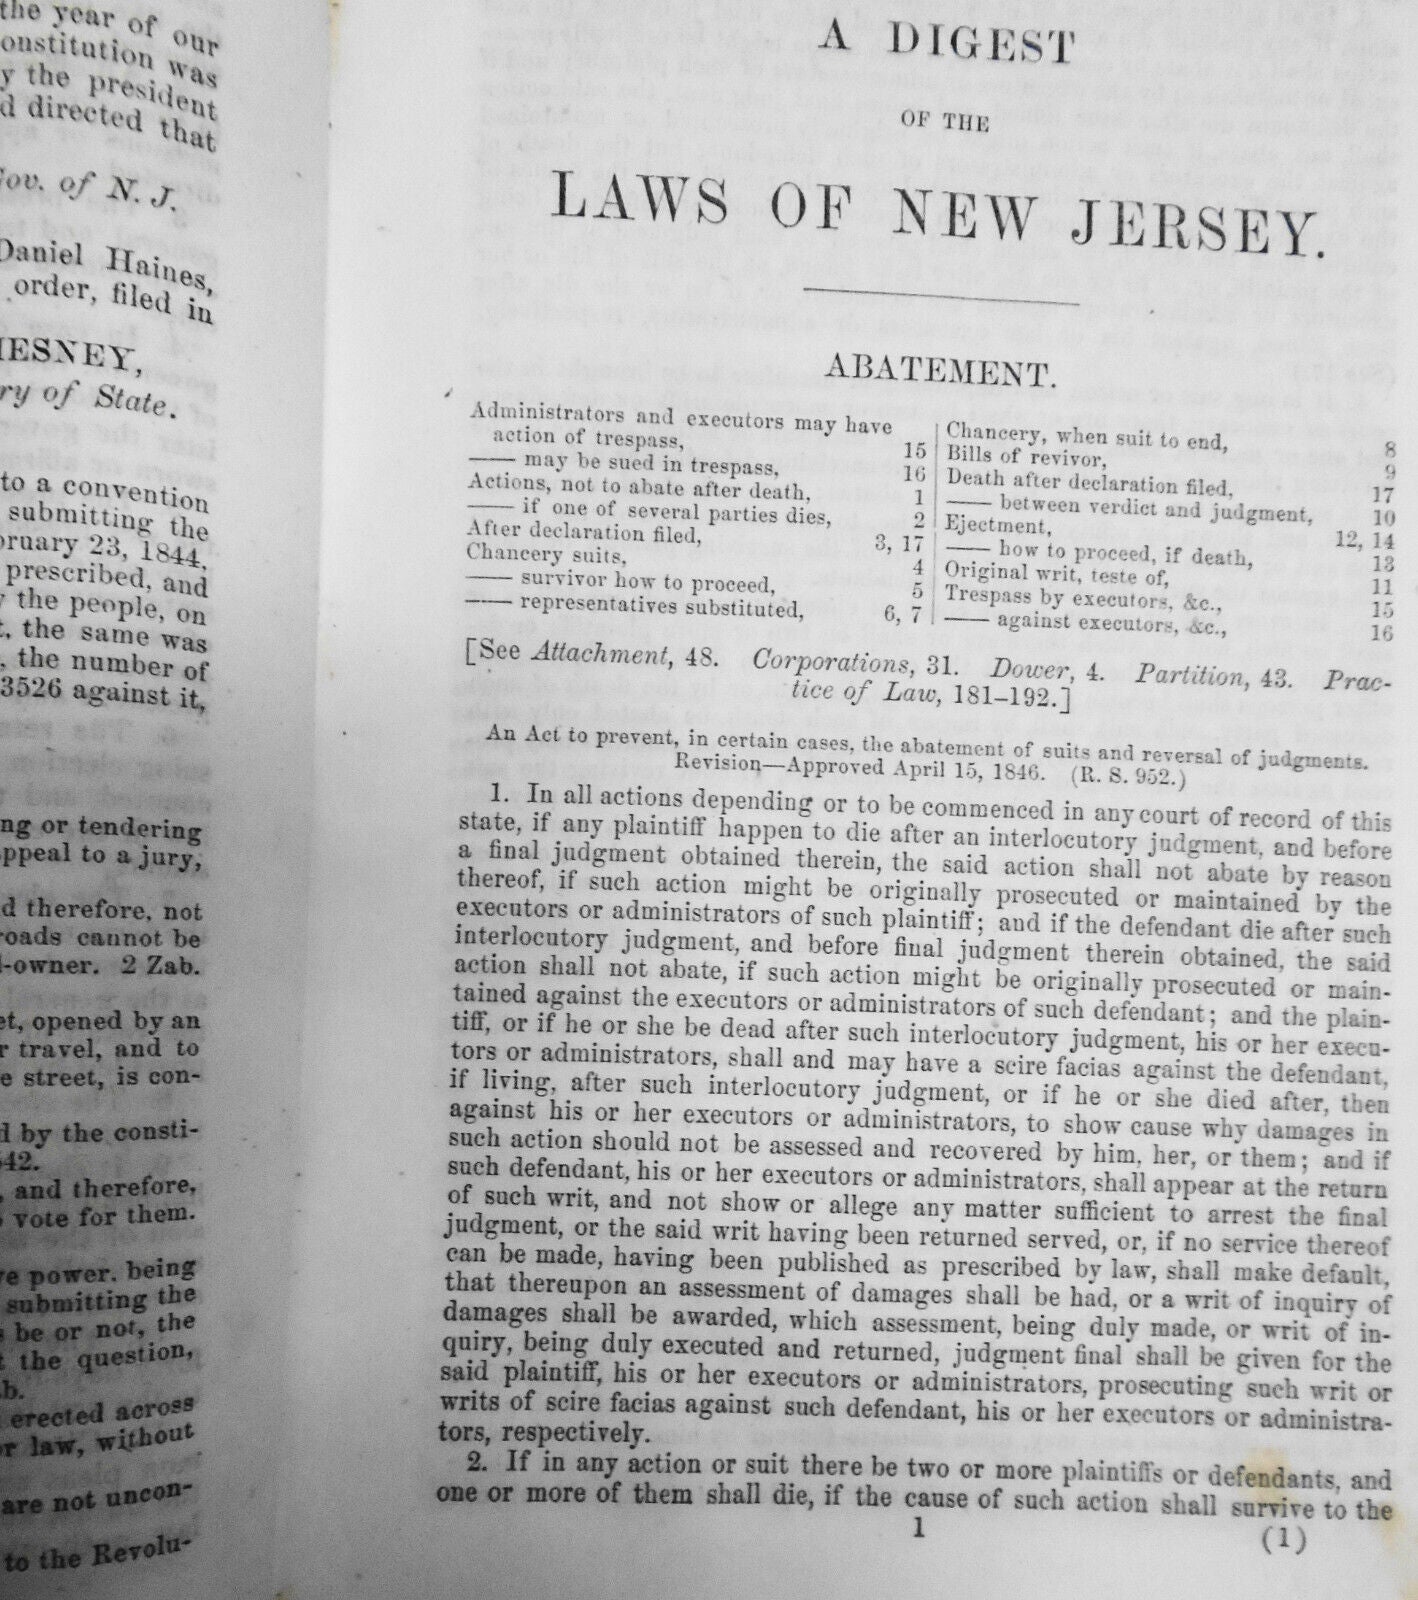 the year of our
onstitution was
y the president
d directed that
Gov. of N. J.
Daniel Haines,
order, filed in
HESNEY,
ry of State.
to a convention
submitting the
bruary 23, 1844,
prescribed, and
y the people, on
t, the same was
, the number of
3526 against it,
ng or tendering
appeal to a jury,
d therefore, not
roads cannot be
l-owner. 2 Zab.
et, opened by an
r travel, and to
e street, is con-
d by the consti-
542.
, and therefore,
vote for them.
ve power. being
submitting the
s be or not, the
t the question,
ab.
erected across
or law, without
are not uncon-
to the Revolu-
A DIGEST
OF THE
LAWS OF NEW JERSEY.
ABATEMENT.
Administrators and executors may have
action of trespass, 15
—— may be sued in trespass, 16
Actions, not to abate after death, 1
—— if one of several parties dies, 2
After declaration filed, 3, 17
Chancery suits, 4
—— survivor how to proceed, 5
—— representatives substituted, 6, 7
Chancery, when suit to end, 8
Bills of revivor, 9
Death after declaration filed, 17
—— between verdict and judgment, 10
Ejectment, 12, 14
—— how to proceed, if death, 13
Original writ, teste of, 11
Trespass by executors, &c., 15
—— against executors, &c., 16
[See Attachment, 48. Corporations, 31. Dower, 4. Partition, 43. Prac-
tice of Law, 181-192.]
An Act to prevent, in certain cases, the abatement of suits and reversal of judgments.
Revision—Approved April 15, 1846. (R. S. 952.)
1. In all actions depending or to be commenced in any court of record of this
state, if any plaintiff happen to die after an interlocutory judgment, and before
a final judgment obtained therein, the said action shall not abate by reason
thereof, if such action might be originally prosecuted or maintained by the
executors or administrators of such plaintiff; and if the defendant die after such
interlocutory judgment, and before final judgment therein obtained, the said
action shall not abate, if such action might be originally prosecuted or main-
tained against the executors or administrators of such defendant; and the plain-
tiff, or if he or she be dead after such interlocutory judgment, his or her execu-
tors or administrators, shall and may have a scire facias against the defendant,
if living, after such interlocutory judgment, or if he or she died after, then
against his or her executors or administrators, to show cause why damages in
such action should not be assessed and recovered by him, her, or them; and if
such defendant, his or her executors or administrators, shall appear at the return
of such writ, and not show or allege any matter sufficient to arrest the final
judgment, or the said writ having been returned served, or, if no service thereof
can be made, having been published as prescribed by law, shall make default,
that thereupon an assessment of damages shall be had, or a writ of inquiry of
damages shall be awarded, which assessment, being duly made, or writ of in-
quiry, being duly executed and returned, judgment final shall be given for the
said plaintiff, his or her executors or administrators, prosecuting such writ or
writs of scire facias against such defendant, his or her executors or administra-
tors, respectively.
2. If in any action or suit there be two or more plaintiffs or defendants, and
one or more of them shall die, if the cause of such action shall survive to the
1 (1)